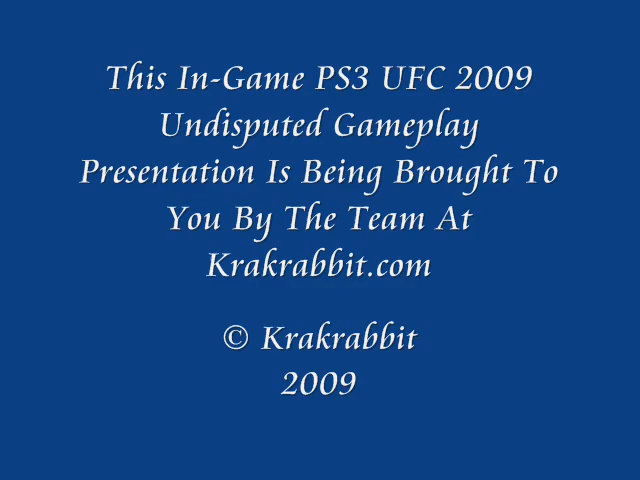 This In-Game PS3 UFC 2009
Undisputed Gameplay
Presentation Is Being Brought To
You By The Team At
Krakrabbit.com
© Krakrabbit
2009